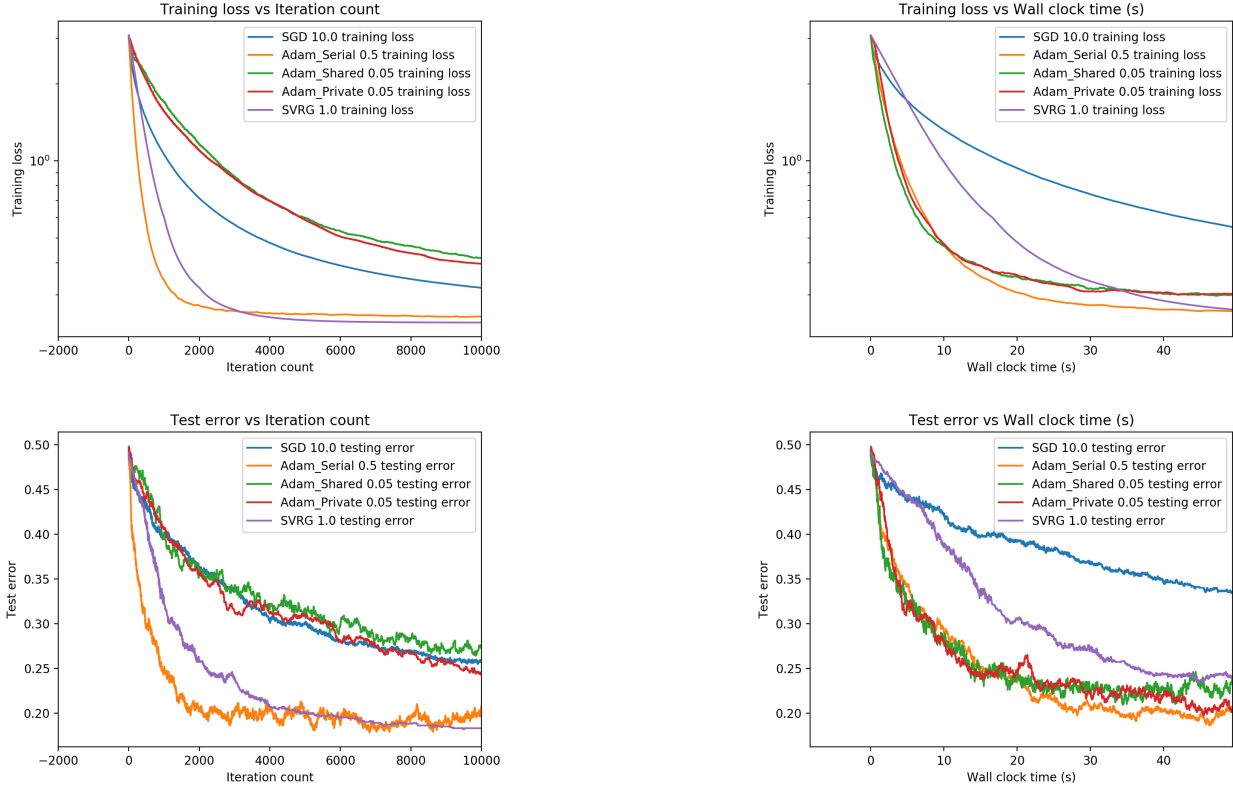 Training loss vs Iteration count
SGD 10.0 training loss
Adam_Serial 0.5 training loss
Adam_Shared 0.05 training loss
Adam_Private 0.05 training loss
SVRG 1.0 training loss
10⁰
Training loss
−2000 0 2000 4000 6000 8000 10000
Iteration count
Training loss vs Wall clock time (s)
SGD 10.0 training loss
Adam_Serial 0.5 training loss
Adam_Shared 0.05 training loss
Adam_Private 0.05 training loss
SVRG 1.0 training loss
10⁰
Training loss
0 10 20 30 40
Wall clock time (s)
Test error vs Iteration count
SGD 10.0 testing error
Adam_Serial 0.5 testing error
Adam_Shared 0.05 testing error
Adam_Private 0.05 testing error
SVRG 1.0 testing error
0.50
0.45
0.40
0.35
0.30
0.25
0.20
Test error
−2000 0 2000 4000 6000 8000 10000
Iteration count
Test error vs Wall clock time (s)
SGD 10.0 testing error
Adam_Serial 0.5 testing error
Adam_Shared 0.05 testing error
Adam_Private 0.05 testing error
SVRG 1.0 testing error
0.50
0.45
0.40
0.35
0.30
0.25
0.20
Test error
0 10 20 30 40
Wall clock time (s)